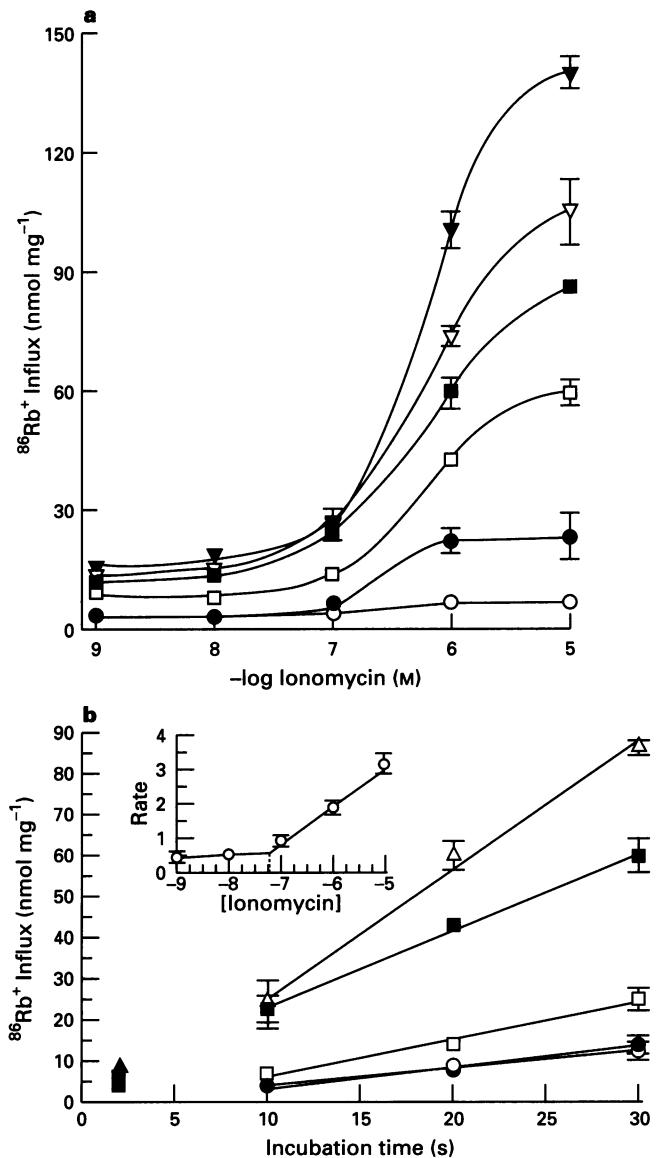 a
150
120
90
60
30
0
⁸⁶Rb⁺ Influx (nmol mg⁻¹)
9 8 7 6 5
–log Ionomycin (M)
b
90
80
70
60
50
40
30
20
10
0
⁸⁶Rb⁺ Influx (nmol mg⁻¹)
4
3
2
1
0
Rate
–9 –8 –7 –6 –5
[Ionomycin]
0 5 10 15 20 25 30
Incubation time (s)